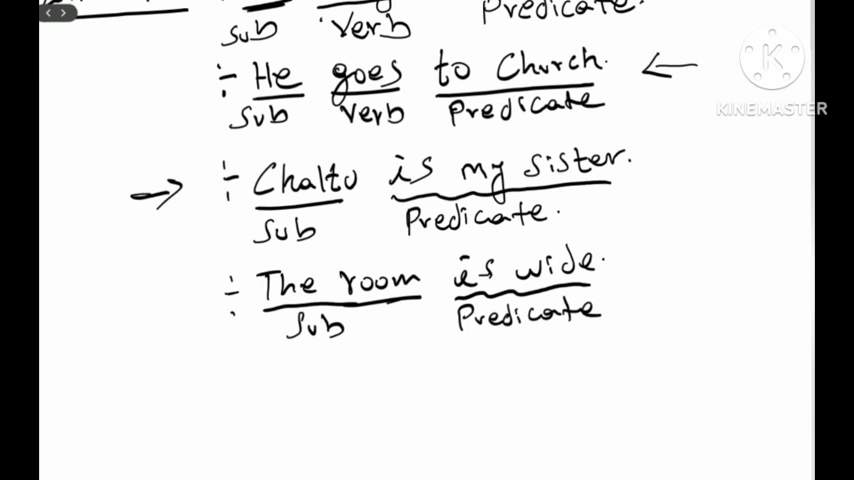 Sub Verb Predicate.
÷ He goes to Church.
Sub Verb Predicate
÷ Chalto is my sister.
Sub Predicate.
÷ The room is wide.
Sub Predicate
KINEMASTER